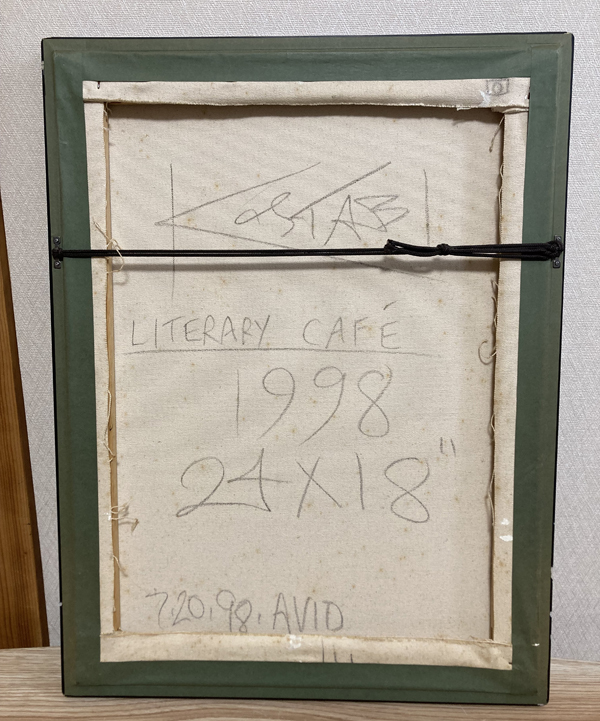 KOSTABI
LITERARY CAFÉ
1998
24X18"
7.20.98. AVID